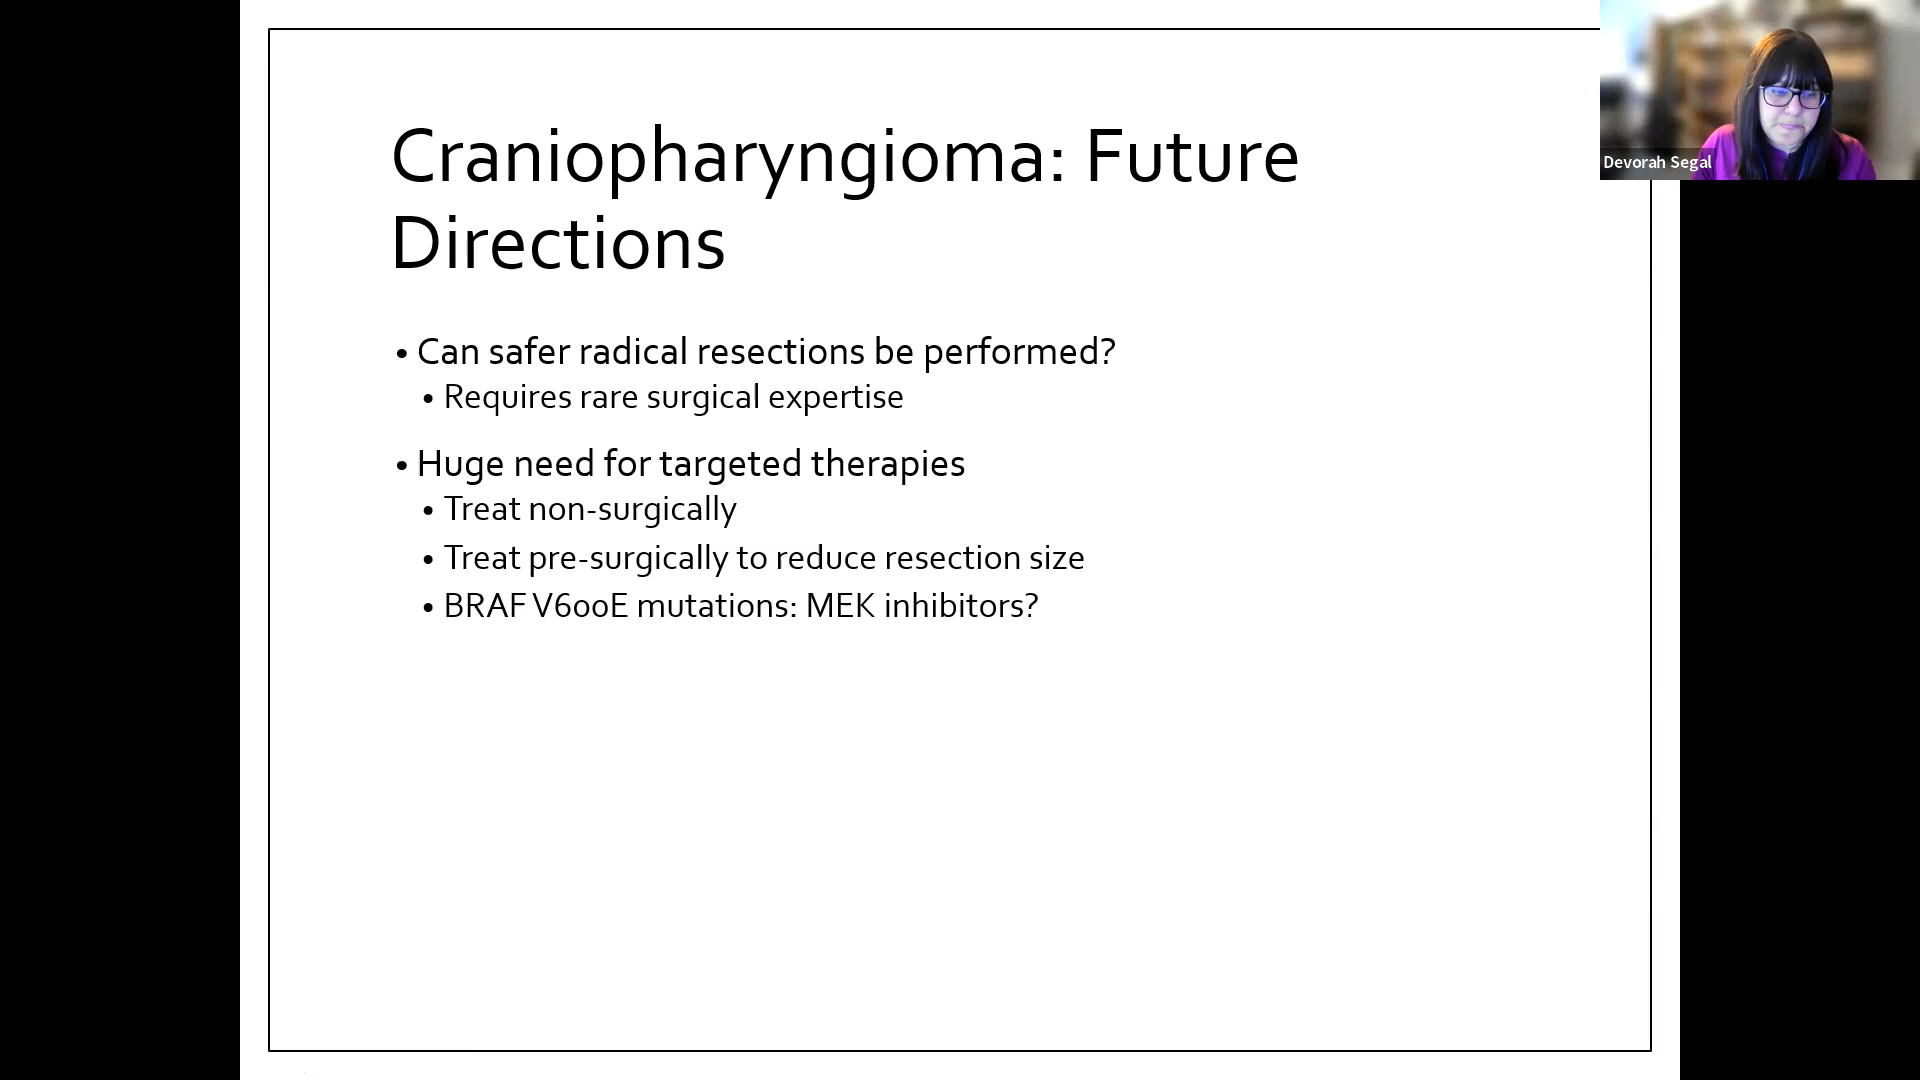 Craniopharyngioma: Future
Directions
• Can safer radical resections be performed?
• Requires rare surgical expertise
• Huge need for targeted therapies
• Treat non-surgically
• Treat pre-surgically to reduce resection size
• BRAF V600E mutations: MEK inhibitors?
Devorah Segal